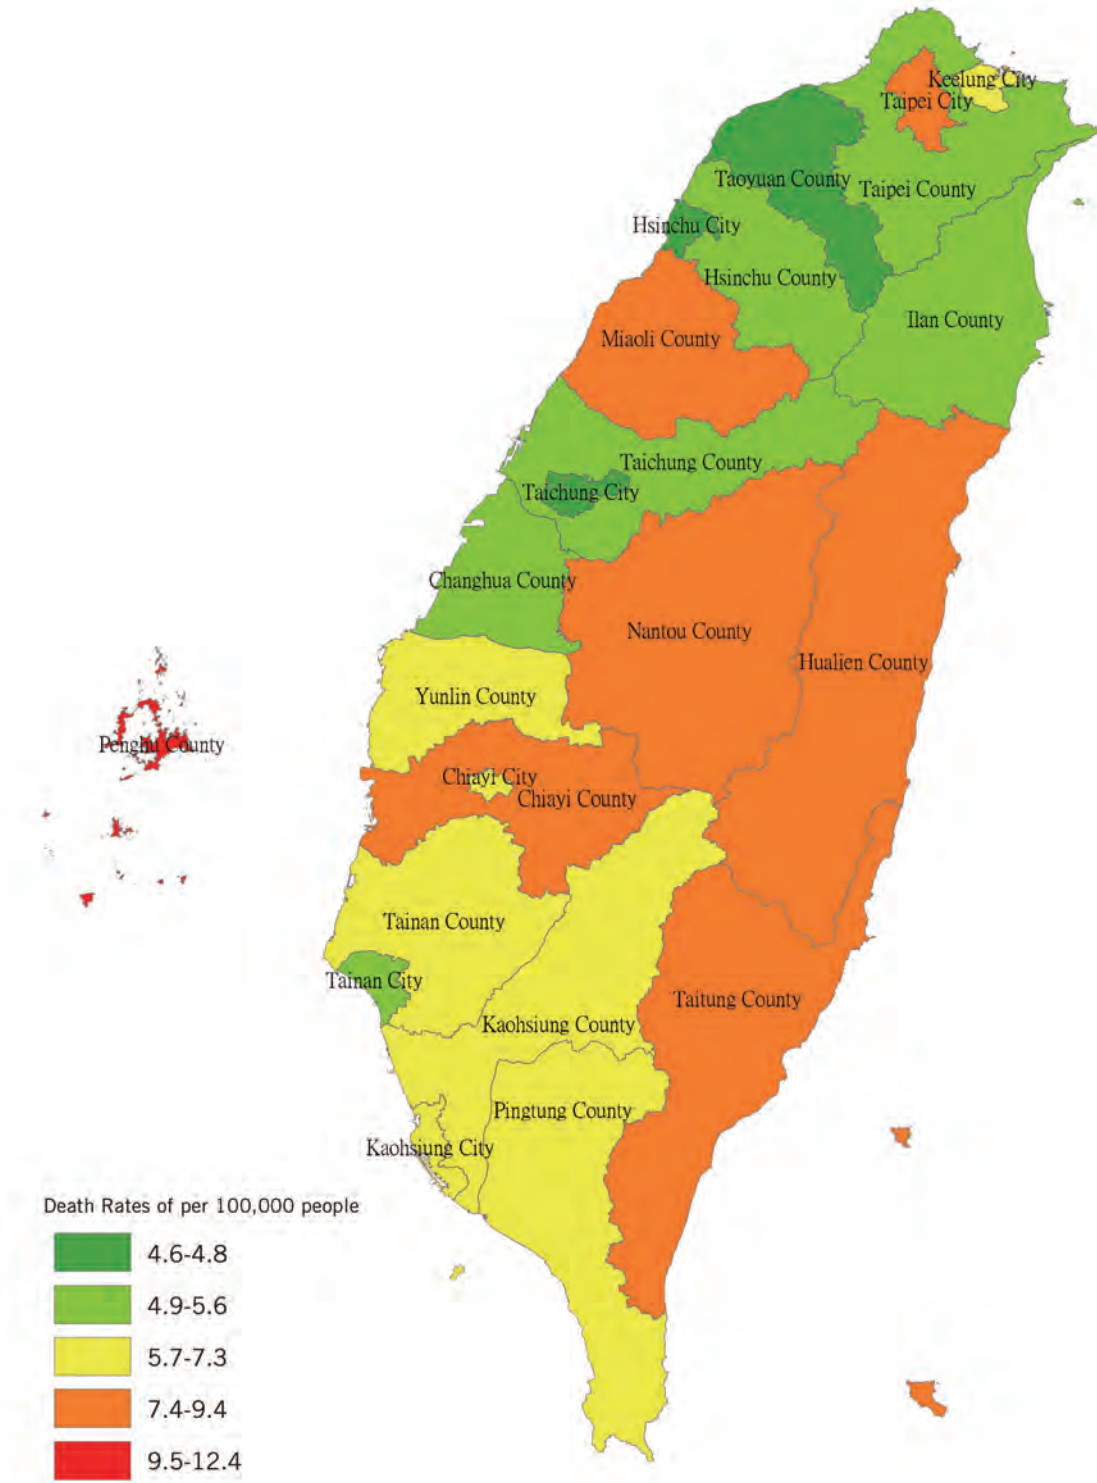 Keelung City
Taipei City
Taoyuan County
Taipei County
Hsinchu City
Hsinchu County
Ilan County
Miaoli County
Taichung County
Taichung City
Changhua County
Nantou County
Hualien County
Yunlin County
Penghu County
Chiayi City
Chiayi County
Tainan County
Tainan City
Taitung County
Kaohsiung County
Pingtung County
Kaohsiung City
Death Rates of per 100,000 people
4.6-4.8
4.9-5.6
5.7-7.3
7.4-9.4
9.5-12.4